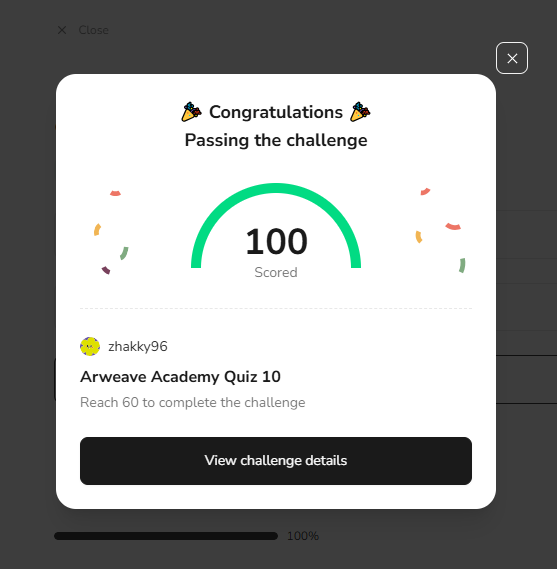 Close
Congratulations
Passing the challenge
100
Scored
zhakky96
Arweave Academy Quiz 10
Reach 60 to complete the challenge
View challenge details
100%